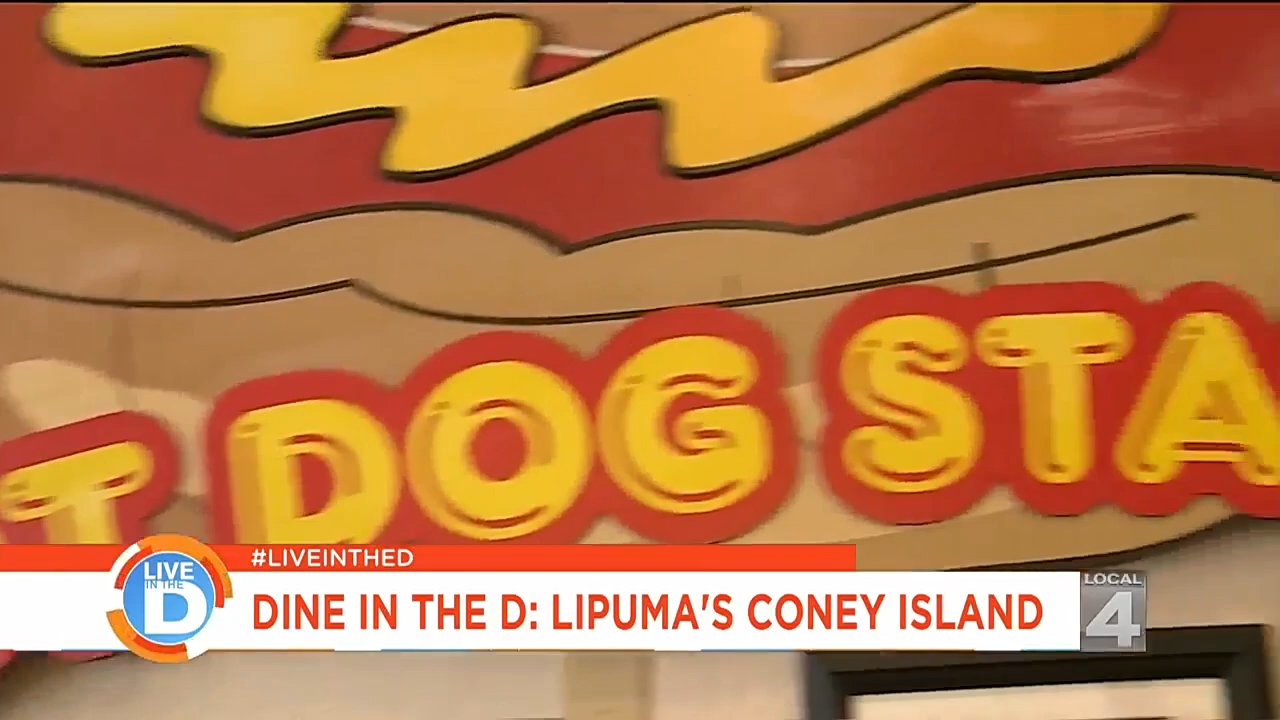 T DOG STA
#LIVEINTHED
LIVE
IN THE
D
DINE IN THE D: LIPUMA'S CONEY ISLAND
LOCAL
4